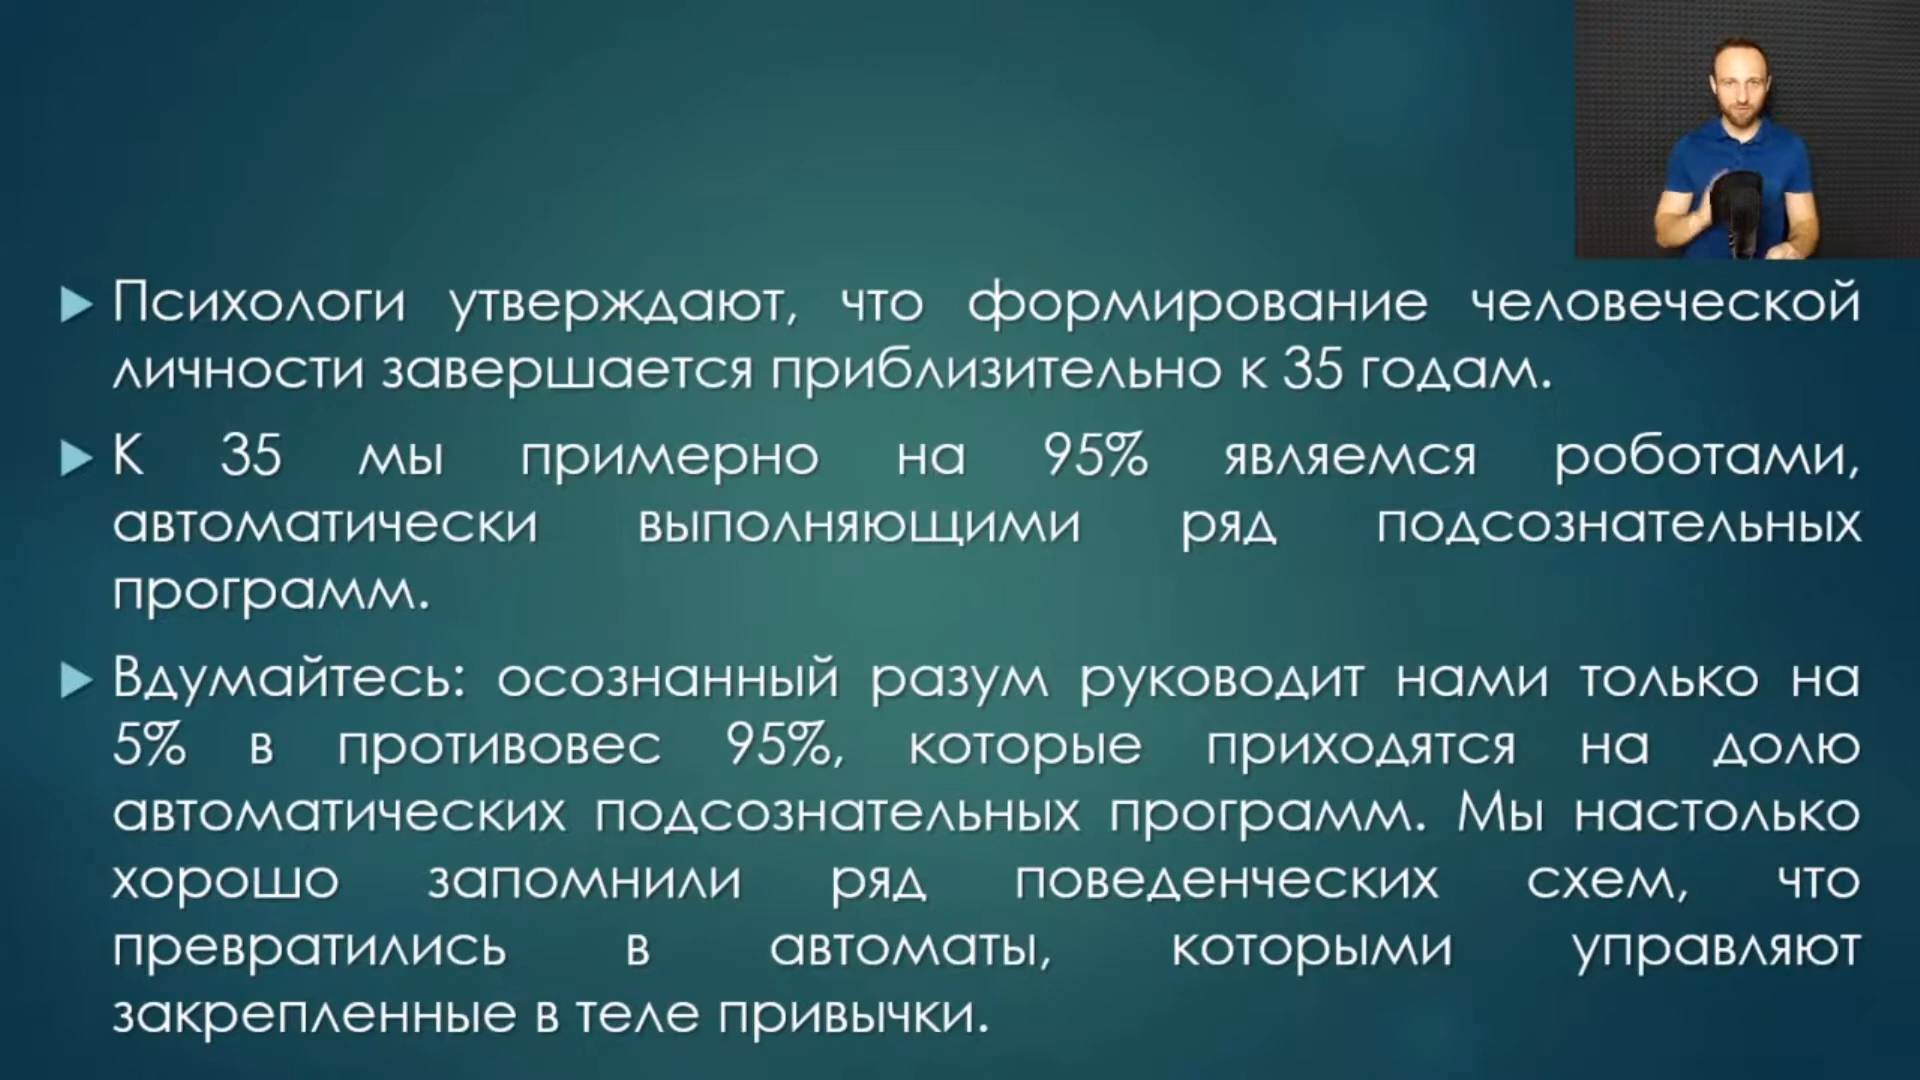 Психологи утверждают, что формирование человеческой
личности завершается приблизительно к 35 годам.
К 35 мы примерно на 95% являемся роботами,
автоматически выполняющими ряд подсознательных
программ.
Вдумайтесь: осознанный разум руководит нами только на
5% в противовес 95%, которые приходятся на долю
автоматических подсознательных программ. Мы настолько
хорошо запомнили ряд поведенческих схем, что
превратились в автоматы, которыми управляют
закрепленные в теле привычки.